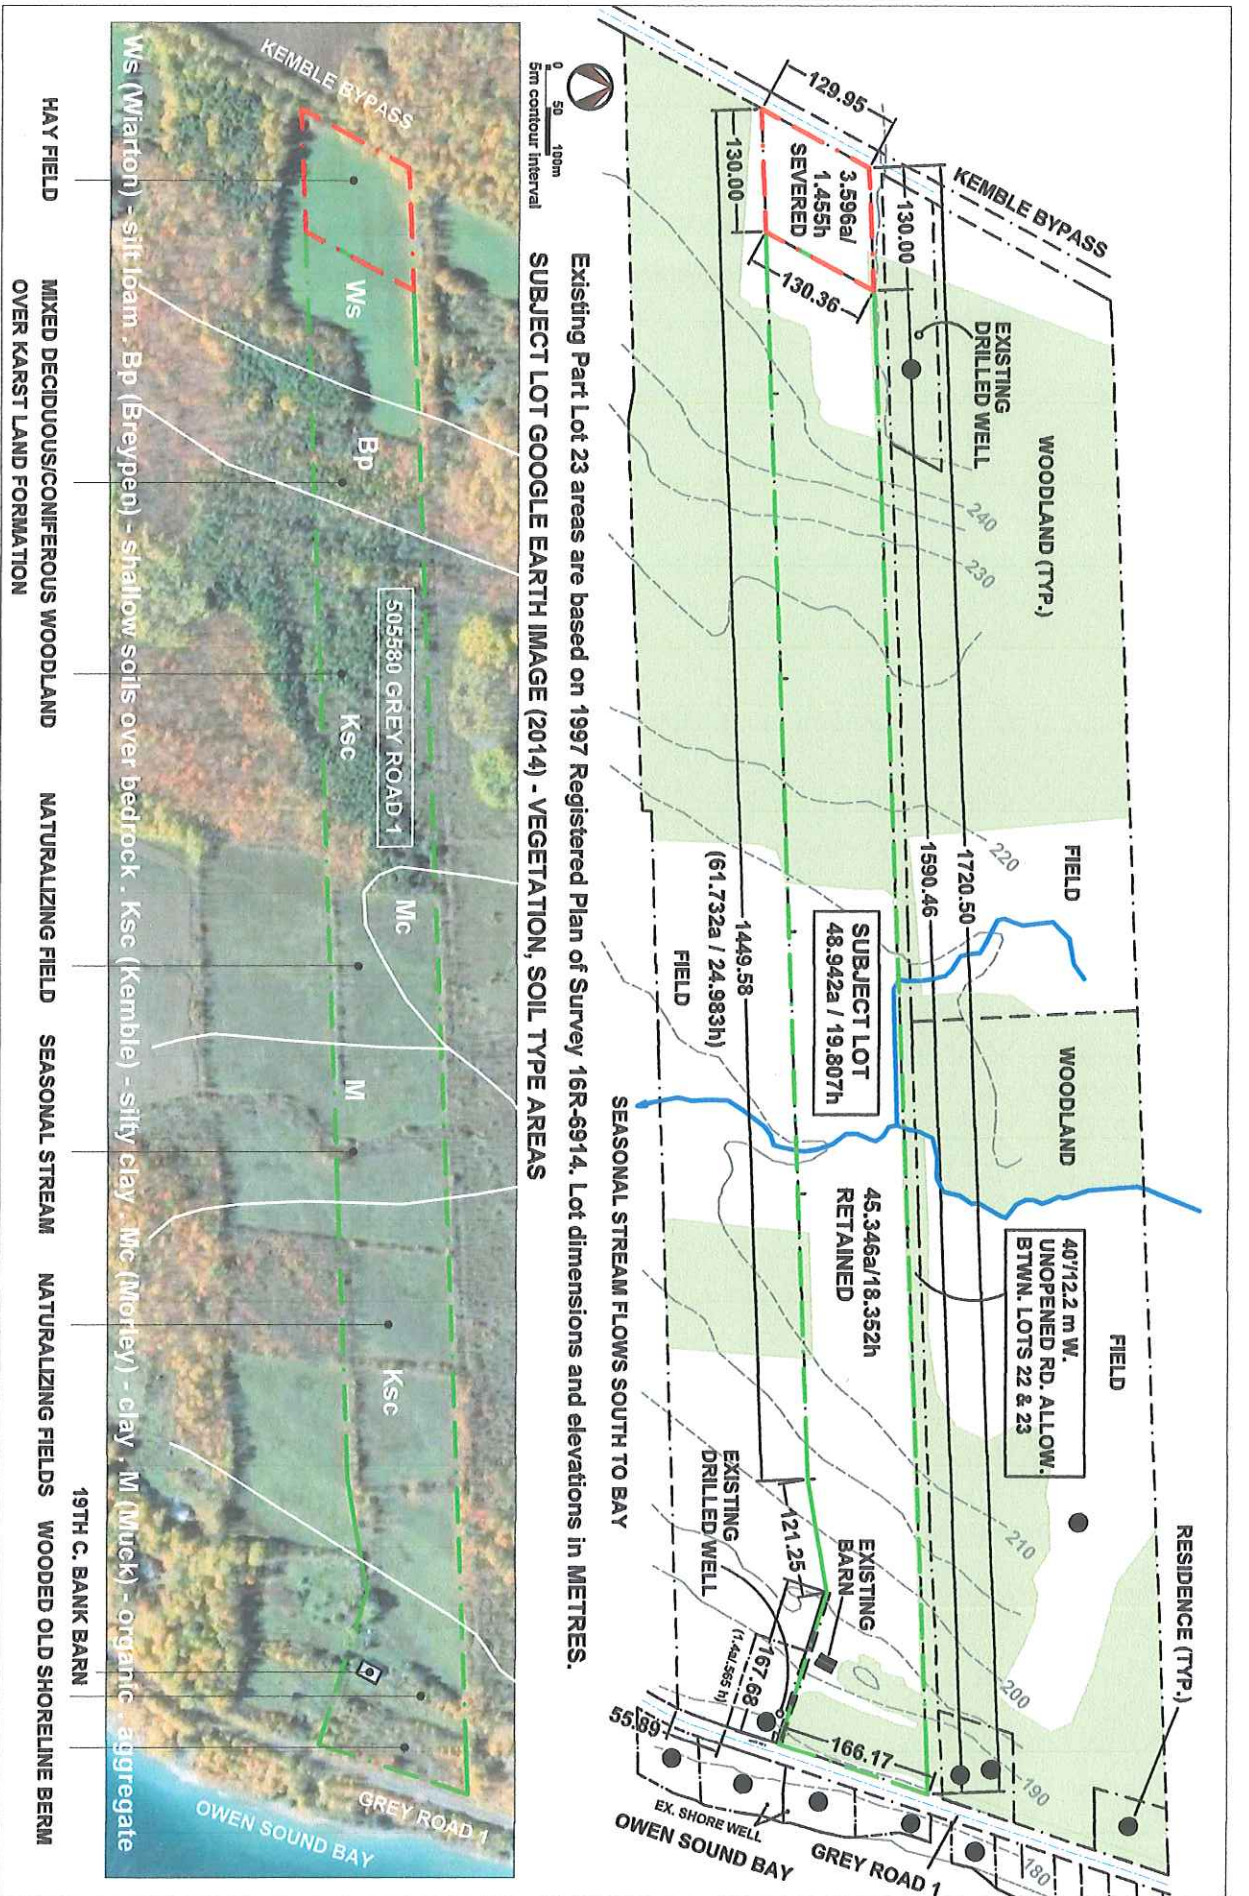 KEMBLE BYPASS
129.95
130.00
130.00
130.36
3.596a/
1.455h
SEVERED
EXISTING
DRILLED WELL
WOODLAND (TYP.)
240
230
220
FIELD
1720.50
1590.46
1449.58
(61.732a / 24.983h)
FIELD
SUBJECT LOT
48.942a / 19.807h
WOODLAND
SEASONAL STREAM FLOWS SOUTH TO BAY
45.346a/18.352h
RETAINED
40'/12.2 m W.
UNOPENED RD. ALLOW.
BTWN. LOTS 22 & 23
FIELD
210
200
190
180
RESIDENCE (TYP.)
EXISTING
BARN
EXISTING
DRILLED WELL
121.25
167.68
(1.4a/.565 h)
55.69
166.17
EX. SHORE WELL
OWEN SOUND BAY
GREY ROAD 1
0 50 100m
5m contour interval
Existing Part Lot 23 areas are based on 1997 Registered Plan of Survey 16R-6914. Lot dimensions and elevations in METRES.
SUBJECT LOT GOOGLE EARTH IMAGE (2014) - VEGETATION, SOIL TYPE AREAS
KEMBLE BYPASS
Ws
Bp
505580 GREY ROAD 1
Ksc
Mc
M
Ksc
GREY ROAD 1
OWEN SOUND BAY
Ws (Wiarton) - silt loam . Bp (Breypen) - shallow soils over bedrock . Ksc (Kemble) - silty clay . Mc (Morley) - clay . M (Muck) - organic . aggregate
19TH C. BANK BARN
HAY FIELD
MIXED DECIDUOUS/CONIFEROUS WOODLAND
OVER KARST LAND FORMATION
NATURALIZING FIELD
SEASONAL STREAM
NATURALIZING FIELDS
WOODED OLD SHORELINE BERM